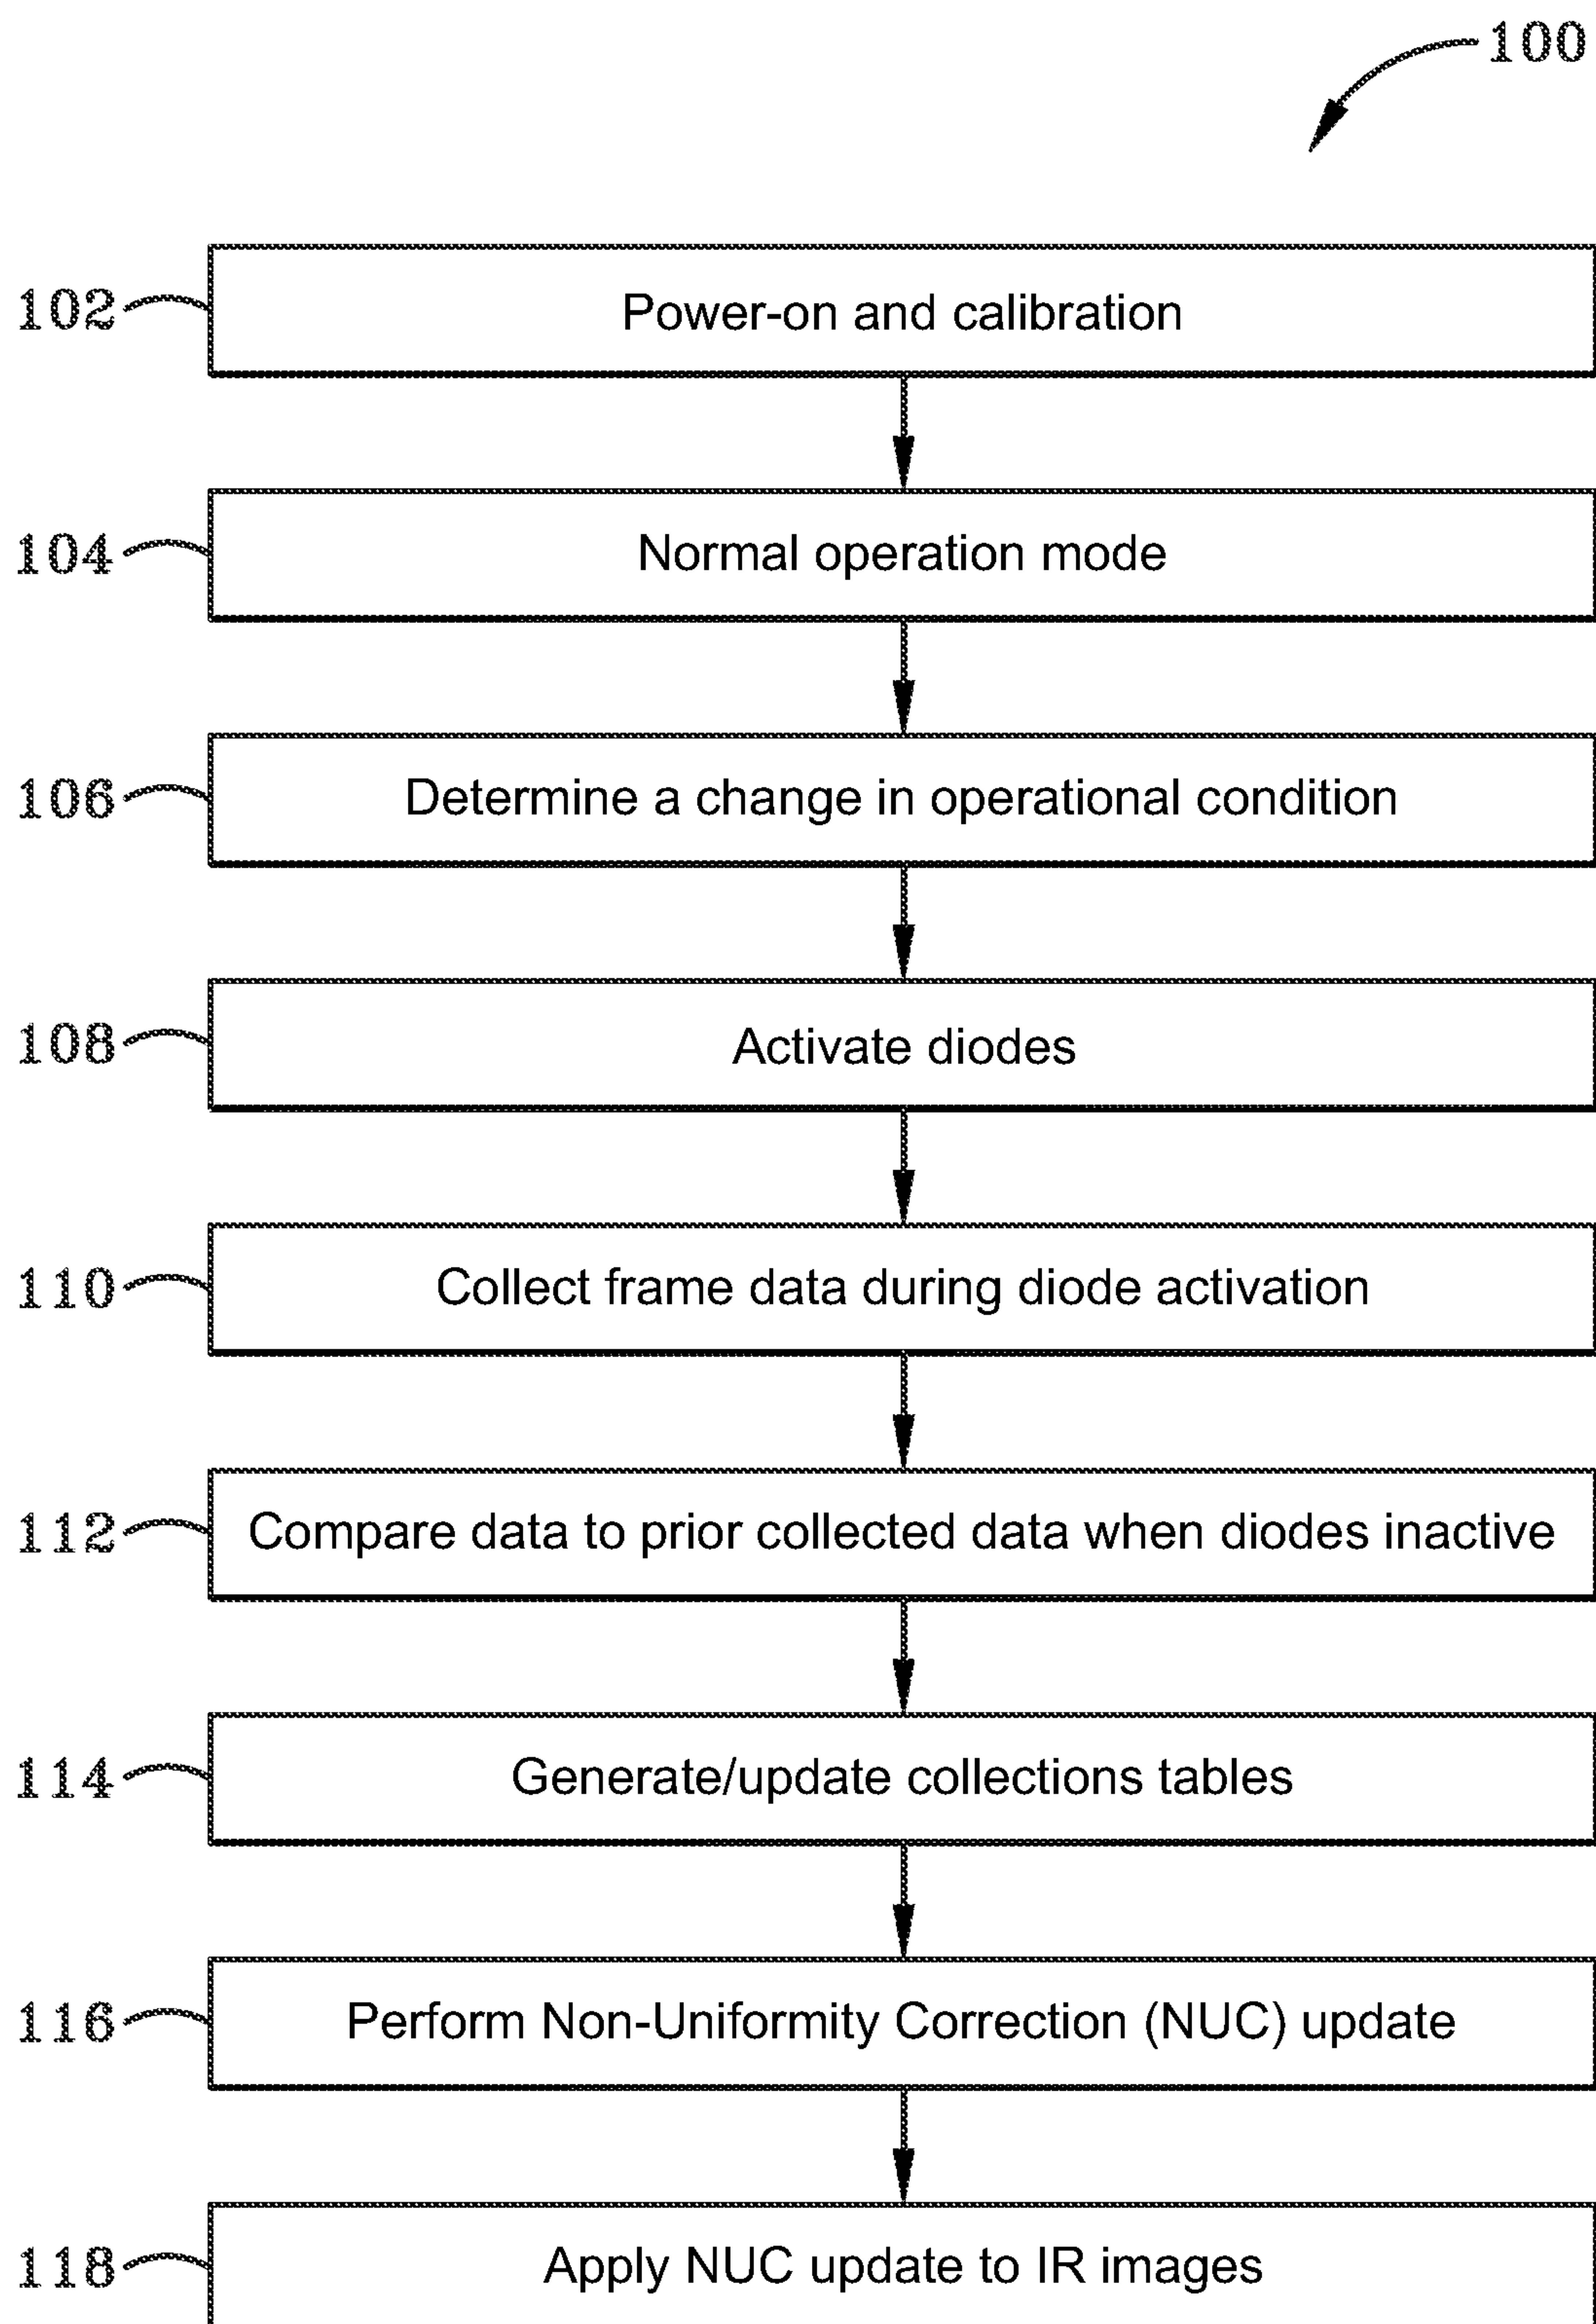 100
102 Power-on and calibration
104 Normal operation mode
106 Determine a change in operational condition
108 Activate diodes
110 Collect frame data during diode activation
112 Compare data to prior collected data when diodes inactive
114 Generate/update collections tables
116 Perform Non-Uniformity Correction (NUC) update
118 Apply NUC update to IR images